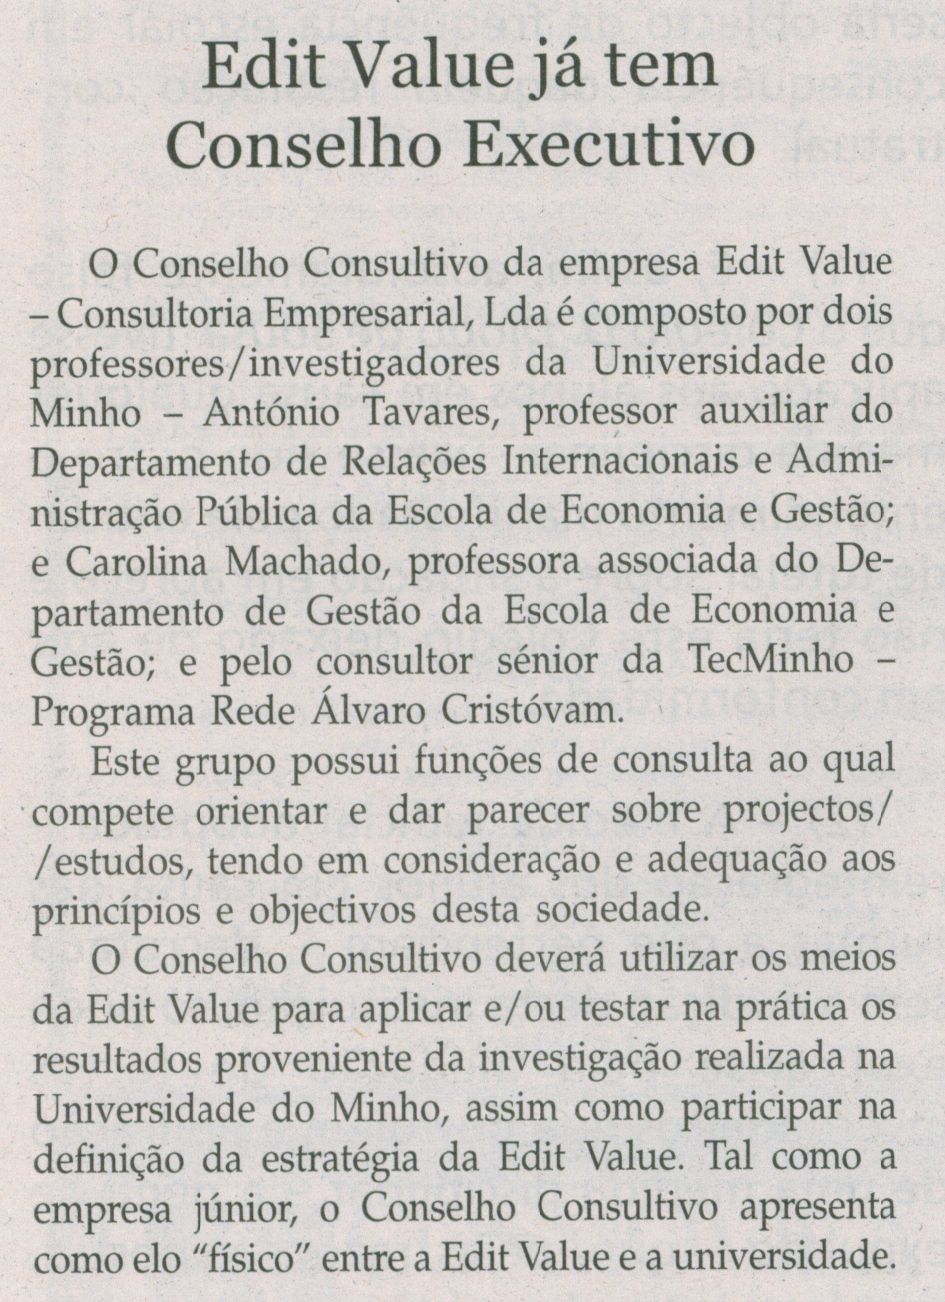 Edit Value já tem
Conselho Executivo
O Conselho Consultivo da empresa Edit Value
– Consultoria Empresarial, Lda é composto por dois
professores/investigadores da Universidade do
Minho – António Tavares, professor auxiliar do
Departamento de Relações Internacionais e Admi-
nistração Pública da Escola de Economia e Gestão;
e Carolina Machado, professora associada do De-
partamento de Gestão da Escola de Economia e
Gestão; e pelo consultor sénior da TecMinho –
Programa Rede Álvaro Cristóvam.
Este grupo possui funções de consulta ao qual
compete orientar e dar parecer sobre projectos/
/estudos, tendo em consideração e adequação aos
princípios e objectivos desta sociedade.
O Conselho Consultivo deverá utilizar os meios
da Edit Value para aplicar e/ou testar na prática os
resultados proveniente da investigação realizada na
Universidade do Minho, assim como participar na
definição da estratégia da Edit Value. Tal como a
empresa júnior, o Conselho Consultivo apresenta
como elo “físico” entre a Edit Value e a universidade.